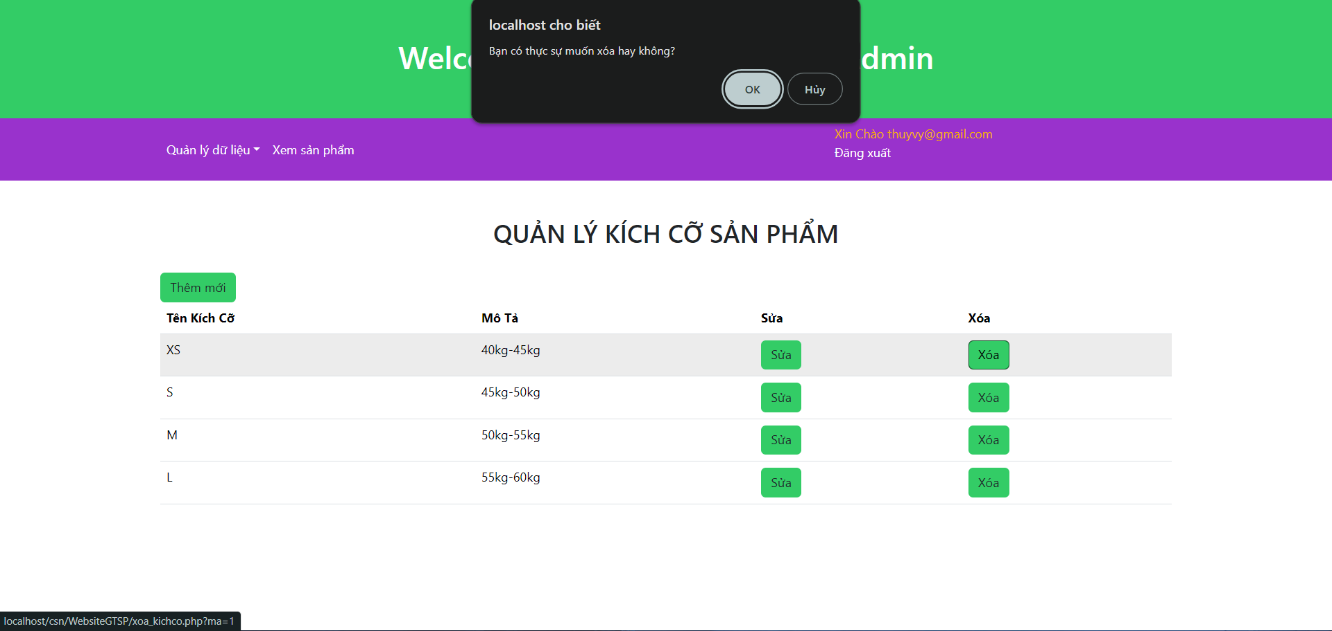 localhost cho biết
Bạn có thực sự muốn xóa hay không?
OK Hủy
dmin
Quản lý dữ liệu Xem sản phẩm
Xin Chào thuyvy@gmail.com
Đăng xuất
QUẢN LÝ KÍCH CỠ SẢN PHẨM
Thêm mới
Tên Kích Cỡ Mô Tả Sửa Xóa
XS 40kg-45kg Sửa Xóa
S 45kg-50kg Sửa Xóa
M 50kg-55kg Sửa Xóa
L 55kg-60kg Sửa Xóa
localhost/csn/WebsiteGTSP/xoa_kichco.php?ma=1